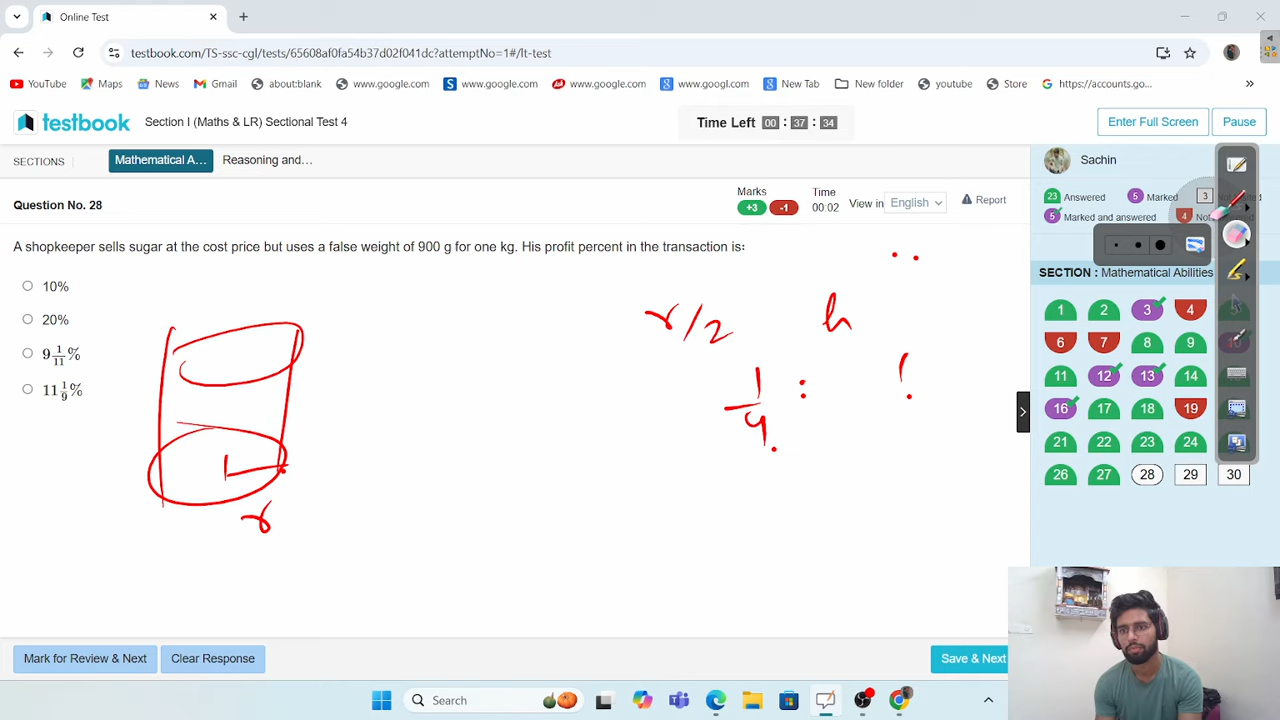 Online Test
testbook.com/TS-ssc-cgl/tests/65608af0fa54b37d02f041dc?attemptNo=1#/lt-test
YouTube Maps News Gmail about:blank www.google.com www.google.com www.google.com www.googl.com New Tab New folder youtube Store https://accounts.go...
testbook Section I (Maths & LR) Sectional Test 4 Time Left 00 : 37 : 34 Enter Full Screen Pause
SECTIONS Mathematical A... Reasoning and... Sachin
Question No. 28 Marks +3 -1 Time 00:02 View in English Report
23 Answered 5 Marked 3
5 Marked and answered 4
A shopkeeper sells sugar at the cost price but uses a false weight of 900 g for one kg. His profit percent in the transaction is:
SECTION : Mathematical Abilities
10%
20%
9 1/11%
11 1/9%
r/2 h
1/4 :
r
1 2 3 4
6 7 8 9 10
11 12 13 14
16 17 18 19
21 22 23 24
26 27 28 29 30
Mark for Review & Next Clear Response Save & Next
Search